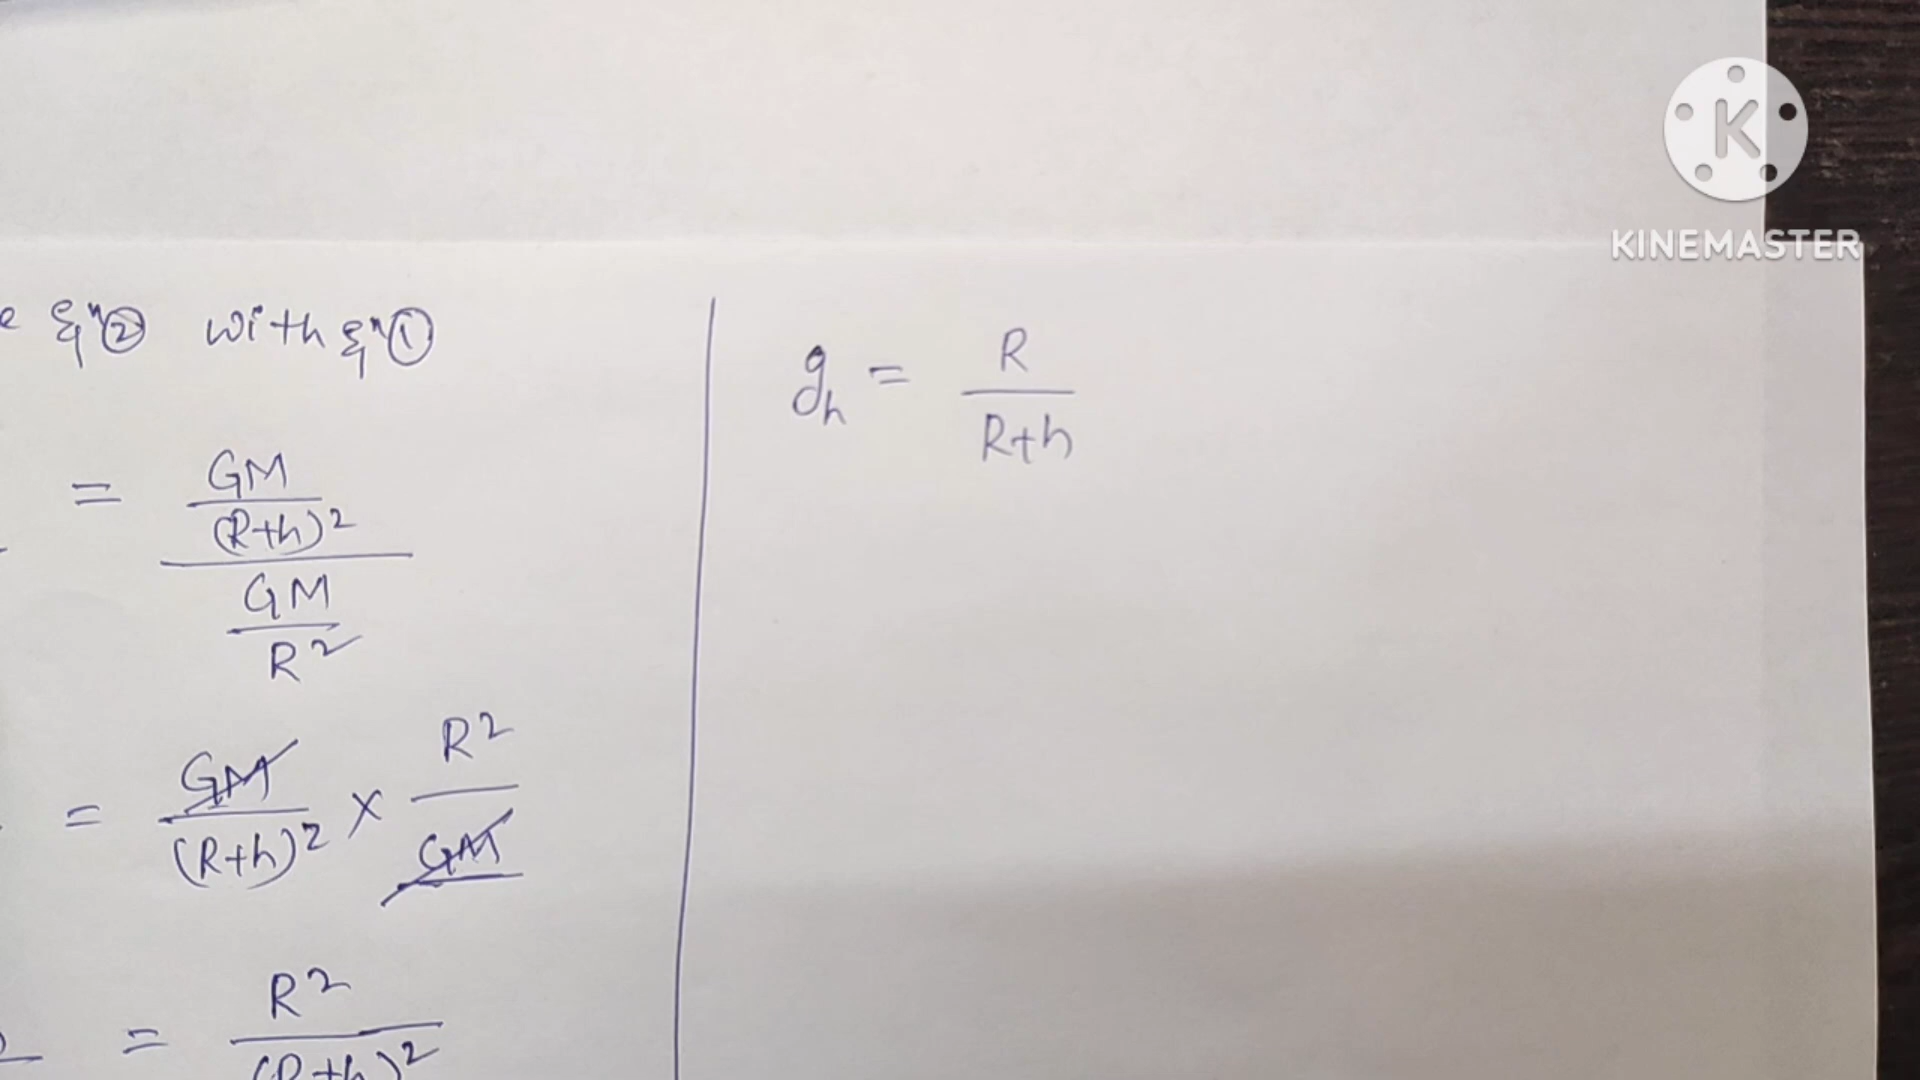 Eqⁿ② with Eqⁿ①
= GM/(R+h)² / GM/R²
= GM/(R+h)² × R²/GM
= R²/(R+h)²
gₕ = R/R+h
KINEMASTER